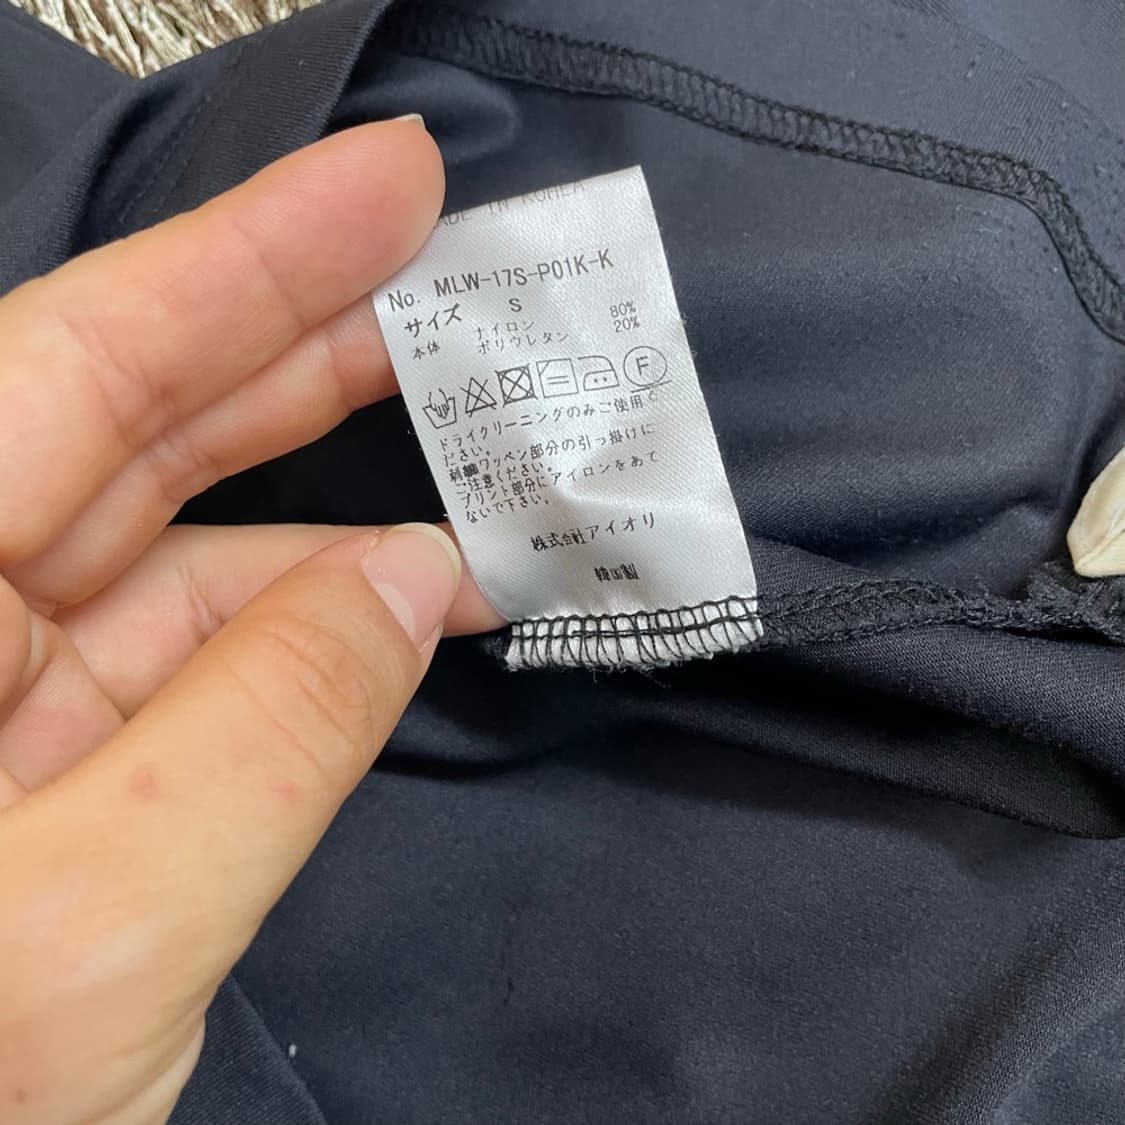 MADE IN KOREA
No. MLW-17S-P01K-K
サイズ S
本体 ナイロン 80%
ポリウレタン 20%
F
ドライクリーニングのみご使用く
ださい。
刺繍ワッペン部分の引っ掛けに
ご注意ください。
プリント部分にアイロンをあて
ないで下さい。
株式会社アイオリ
韓国製